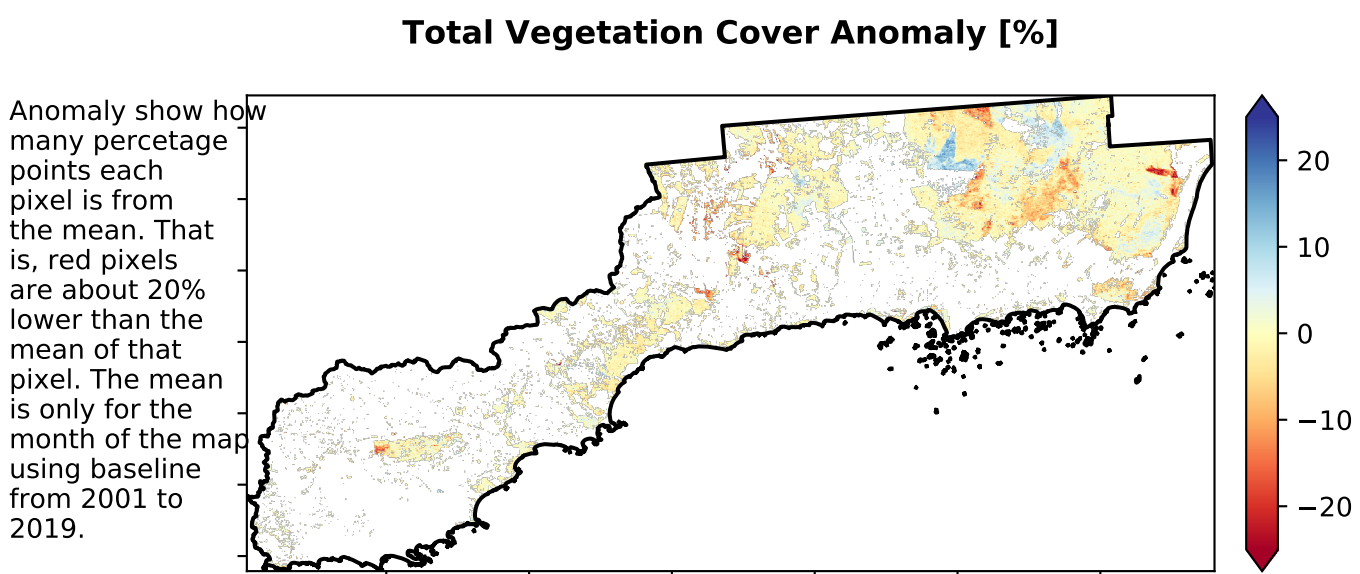 Total Vegetation Cover Anomaly [%]
Anomaly show how
many percetage
points each
pixel is from
the mean. That
is, red pixels
are about 20%
lower than the
mean of that
pixel. The mean
is only for the
month of the map
using baseline
from 2001 to
2019.
20
10
0
−10
−20